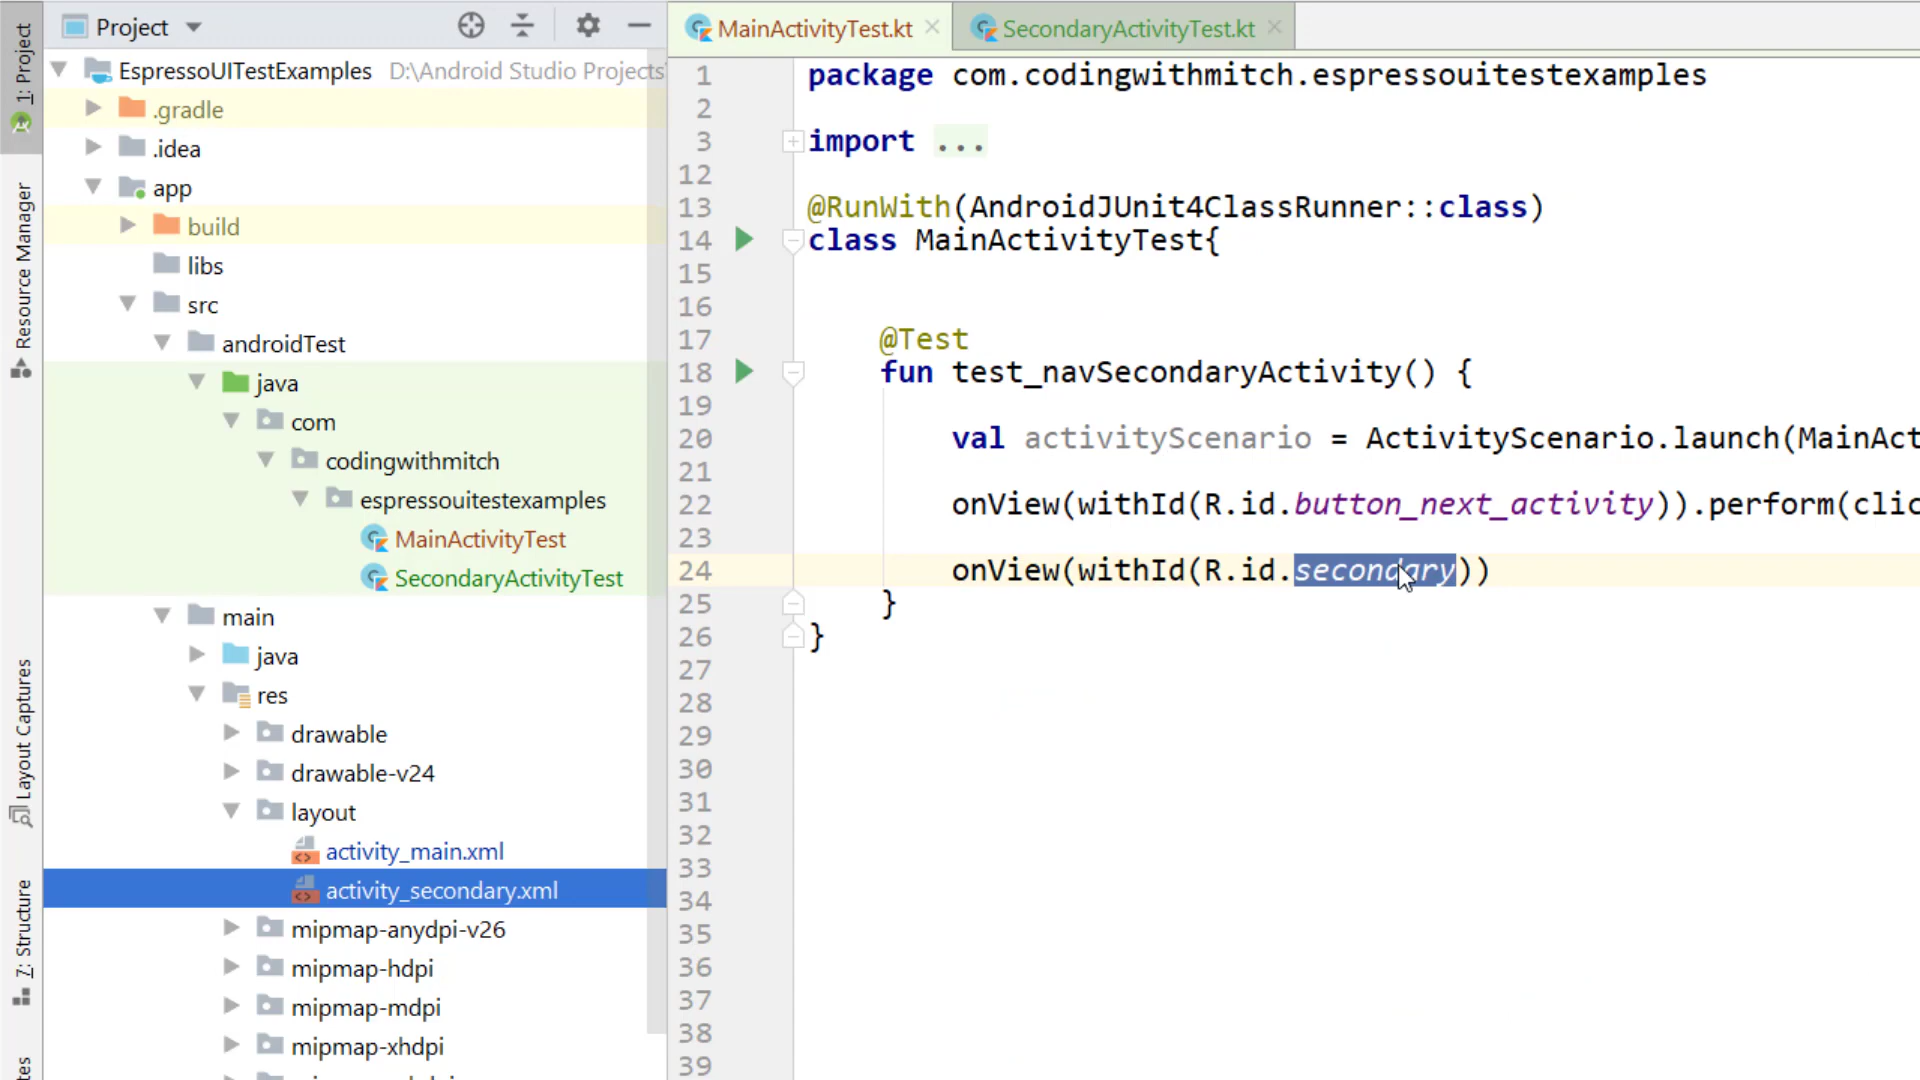 Project
MainActivityTest.kt
SecondaryActivityTest.kt
1: Project
Resource Manager
Layout Captures
7: Structure
EspressoUITestExamples D:\Android Studio Projects
.gradle
.idea
app
build
libs
src
androidTest
java
com
codingwithmitch
espressouitestexamples
MainActivityTest
SecondaryActivityTest
main
java
res
drawable
drawable-v24
layout
activity_main.xml
activity_secondary.xml
mipmap-anydpi-v26
mipmap-hdpi
mipmap-mdpi
mipmap-xhdpi
1 package com.codingwithmitch.espressouitestexamples
2
3 import ...
12
13 @RunWith(AndroidJUnit4ClassRunner::class)
14 class MainActivityTest{
15
16
17 @Test
18 fun test_navSecondaryActivity() {
19
20 val activityScenario = ActivityScenario.launch(MainAct
21
22 onView(withId(R.id.button_next_activity)).perform(clic
23
24 onView(withId(R.id.secondary))
25 }
26 }
27
28
29
30
31
32
33
34
35
36
37
38
39